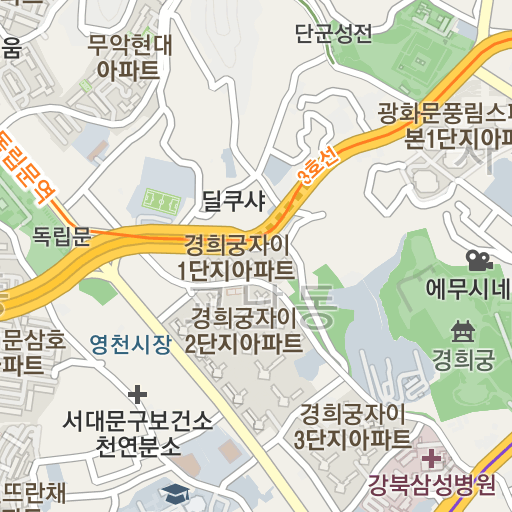 단군성전
움
무악현대
아파트
광화문풍림스
본1단지아파
3호선
독립문역
딜쿠샤
독립문
경희궁자이
1단지아파트
에무시네
경희궁자이
2단지아파트
문삼호
아파트
영천시장
경희궁
서대문구보건소
천연분소
경희궁자이
3단지아파트
강북삼성병원
뜨란채